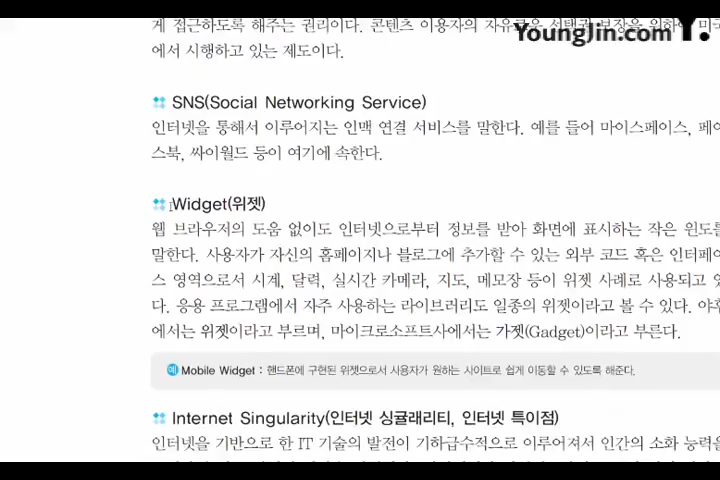 게 접근하도록 해주는 권리이다. 콘텐츠 이용자의 자유로운 선택권 보장을 위하여 미국
YoungJin.com Y.
에서 시행하고 있는 제도이다.
SNS(Social Networking Service)
인터넷을 통해서 이루어지는 인맥 연결 서비스를 말한다. 예를 들어 마이스페이스, 페이
스북, 싸이월드 등이 여기에 속한다.
Widget(위젯)
웹 브라우저의 도움 없이도 인터넷으로부터 정보를 받아 화면에 표시하는 작은 윈도를
말한다. 사용자가 자신의 홈페이지나 블로그에 추가할 수 있는 외부 코드 혹은 인터페이
스 영역으로서 시계, 달력, 실시간 카메라, 지도, 메모장 등이 위젯 사례로 사용되고 있
다. 응용 프로그램에서 자주 사용하는 라이브러리도 일종의 위젯이라고 볼 수 있다. 야후
에서는 위젯이라고 부르며, 마이크로소프트사에서는 가젯(Gadget)이라고 부른다.
예 Mobile Widget : 핸드폰에 구현된 위젯으로서 사용자가 원하는 사이트로 쉽게 이동할 수 있도록 해준다.
Internet Singularity(인터넷 싱귤래리티, 인터넷 특이점)
인터넷을 기반으로 한 IT 기술의 발전이 기하급수적으로 이루어져서 인간의 소화 능력을